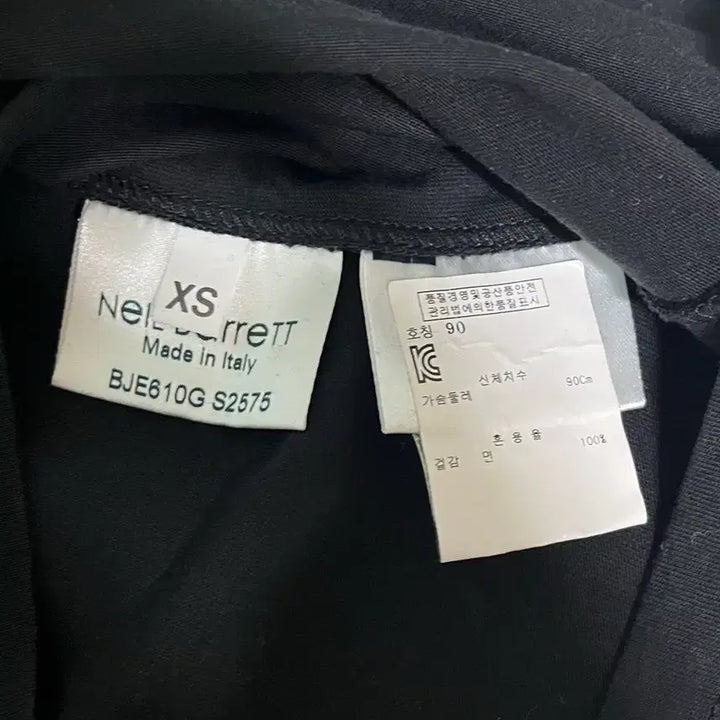 XS
Neil Barrett
Made in Italy
BJE610G S2575
품질경영및공산품안전
관리법에의한품질표시
호칭 90
신체치수
가슴둘레 90Cm
혼용율
겉감 면 100%